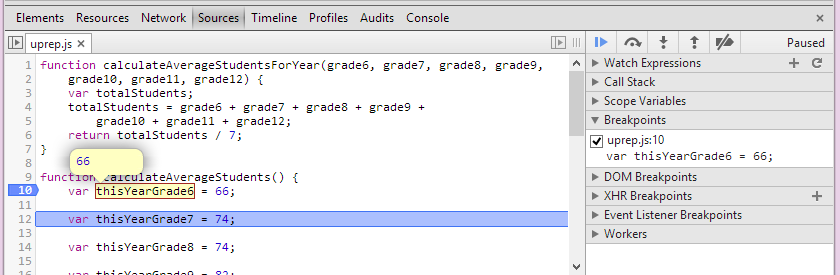 Elements Resources Network Sources Timeline Profiles Audits Console
uprep.js ×
Paused
1 function calculateAverageStudentsForYear(grade6, grade7, grade8, grade9,
2 grade10, grade11, grade12) {
3 var totalStudents;
4 totalStudents = grade6 + grade7 + grade8 + grade9 +
5 grade10 + grade11 + grade12;
6 return totalStudents / 7;
7 }
8
66
9 function calculateAverageStudents() {
10 var thisYearGrade6 = 66;
11
12 var thisYearGrade7 = 74;
13
14 var thisYearGrade8 = 74;
15
Watch Expressions
Call Stack
Scope Variables
Breakpoints
uprep.js:10
var thisYearGrade6 = 66;
DOM Breakpoints
XHR Breakpoints
Event Listener Breakpoints
Workers